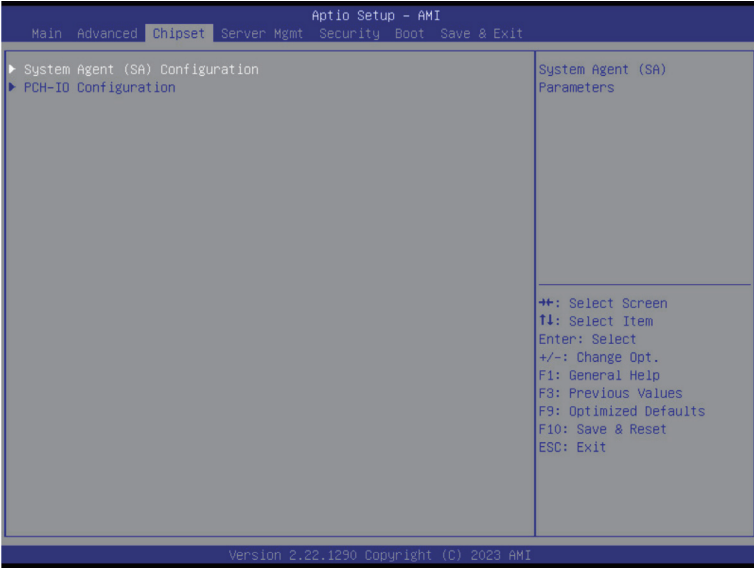 Aptio Setup – AMI
Main Advanced Chipset Server Mgmt Security Boot Save & Exit
System Agent (SA) Configuration
PCH-IO Configuration
System Agent (SA)
Parameters
→←: Select Screen
↑↓: Select Item
Enter: Select
+/-: Change Opt.
F1: General Help
F3: Previous Values
F9: Optimized Defaults
F10: Save & Reset
ESC: Exit
Version 2.22.1290 Copyright (C) 2023 AMI